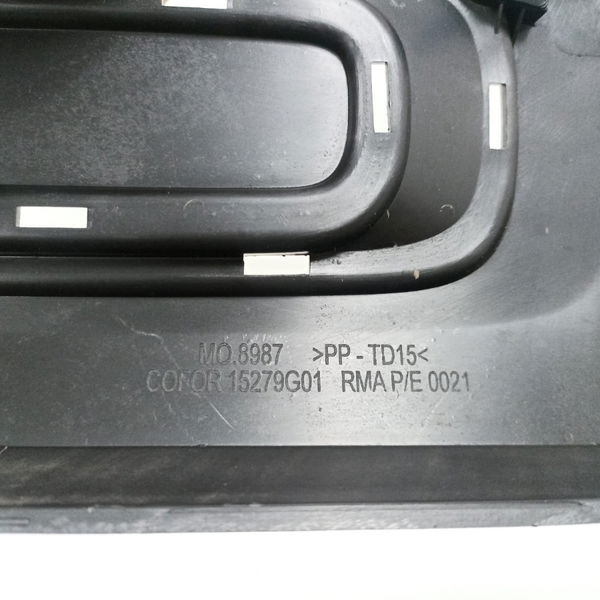 MO.8987 >PP - TD15<
COFOR 15279G01 RMA P/E 0021